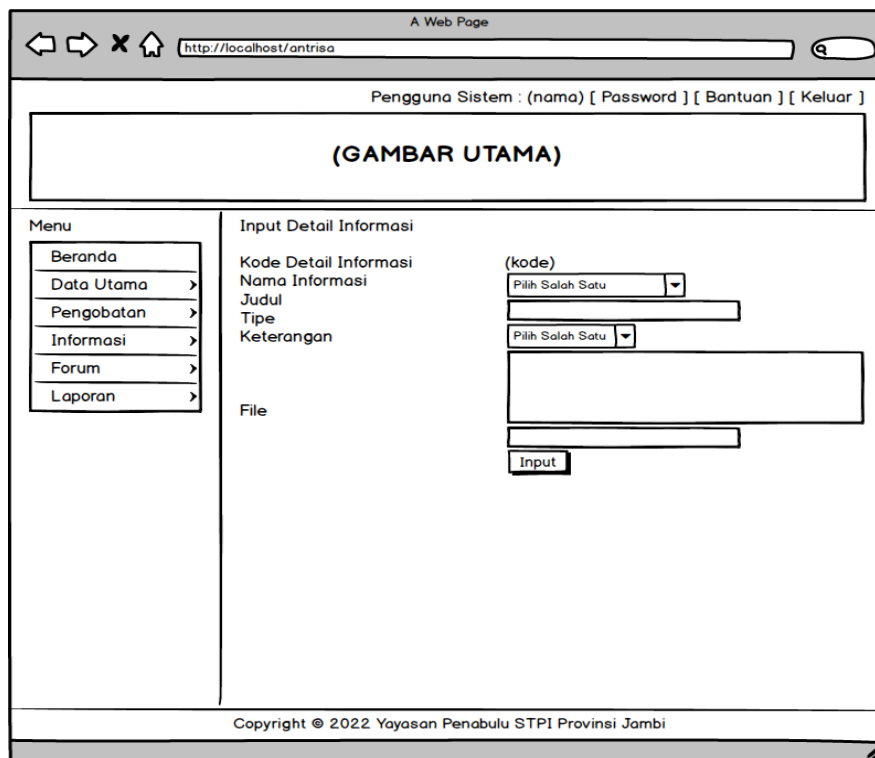 A Web Page
http://localhost/antrisa
Pengguna Sistem : (nama) [ Password ] [ Bantuan ] [ Keluar ]
(GAMBAR UTAMA)
Menu
Beranda
Data Utama
Pengobatan
Informasi
Forum
Laporan
Input Detail Informasi
Kode Detail Informasi (kode)
Nama Informasi Pilih Salah Satu
Judul
Tipe
Keterangan Pilih Salah Satu
File
Input
Copyright © 2022 Yayasan Penabulu STPI Provinsi Jambi